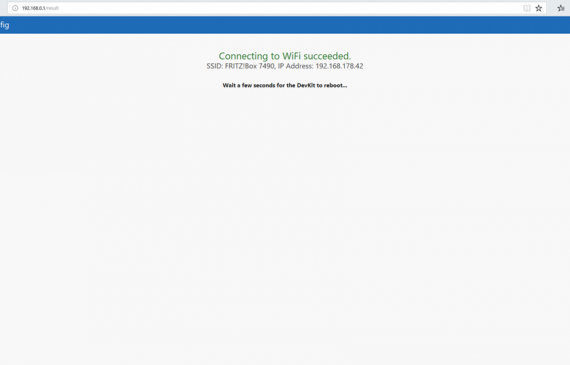 192.168.0.1/result
fig
Connecting to WiFi succeeded.
SSID: FRITZ!Box 7490, IP Address: 192.168.178.42
Wait a few seconds for the DevKit to reboot...